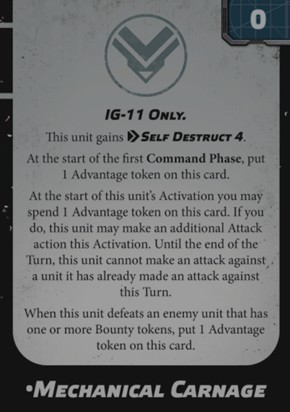 0
IG-11 Only.
This unit gains Self Destruct 4.
At the start of the first Command Phase, put
1 Advantage token on this card.
At the start of this unit's Activation you may
spend 1 Advantage token on this card. If you
do, this unit may make an additional Attack
action this Activation. Until the end of the
Turn, this unit cannot make an attack against
a unit it has already made an attack against
this Turn.
When this unit defeats an enemy unit that has
one or more Bounty tokens, put 1 Advantage
token on this card.
•Mechanical Carnage